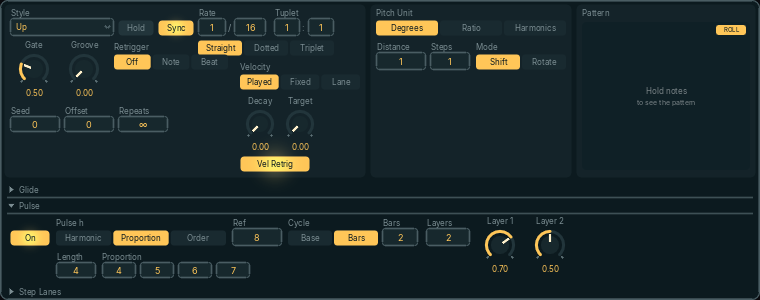 Style
Up
Hold
Sync
Rate
1 / 16
Tuplet
1 : 1
Straight
Dotted
Triplet
Gate
0.50
Groove
0.00
Retrigger
Off
Note
Beat
Velocity
Played
Fixed
Lane
Decay
0.00
Target
0.00
Vel Retrig
Seed
0
Offset
0
Repeats
∞
Pitch Unit
Degrees
Ratio
Harmonics
Distance
1
Steps
1
Mode
Shift
Rotate
Pattern
ROLL
Hold notes
to see the pattern
Glide
Pulse
On
Pulse h
Harmonic
Proportion
Order
Ref
8
Cycle
Base
Bars
Bars
2
Layers
2
Layer 1
0.70
Layer 2
0.50
Length
4
Proportion
4
5
6
7
Step Lanes